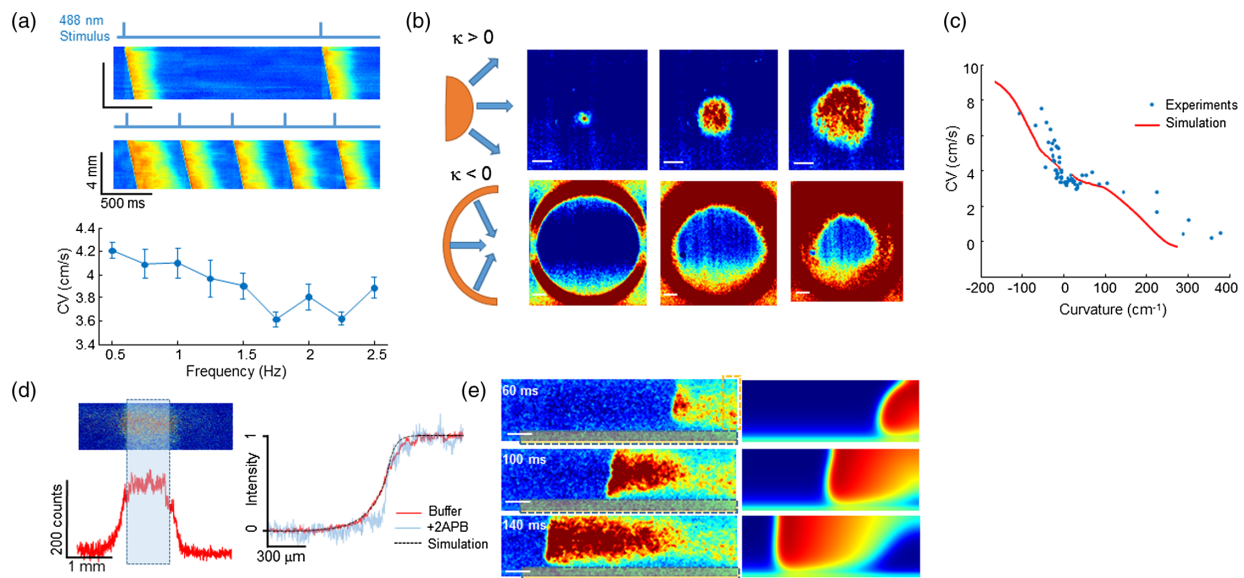 (a)
488 nm
Stimulus
4 mm
500 ms
4.4
4.2
4
3.8
3.6
3.4
CV (cm/s)
0.5 1 1.5 2 2.5
Frequency (Hz)
(b)
κ > 0
κ < 0
(c)
10
8
6
4
2
0
CV (cm/s)
Experiments
Simulation
-200 -100 0 100 200 300 400
Curvature (cm-1)
(d)
200 counts
1 mm
1
Intensity
0
300 μm
Buffer
+2APB
Simulation
(e)
60 ms
100 ms
140 ms